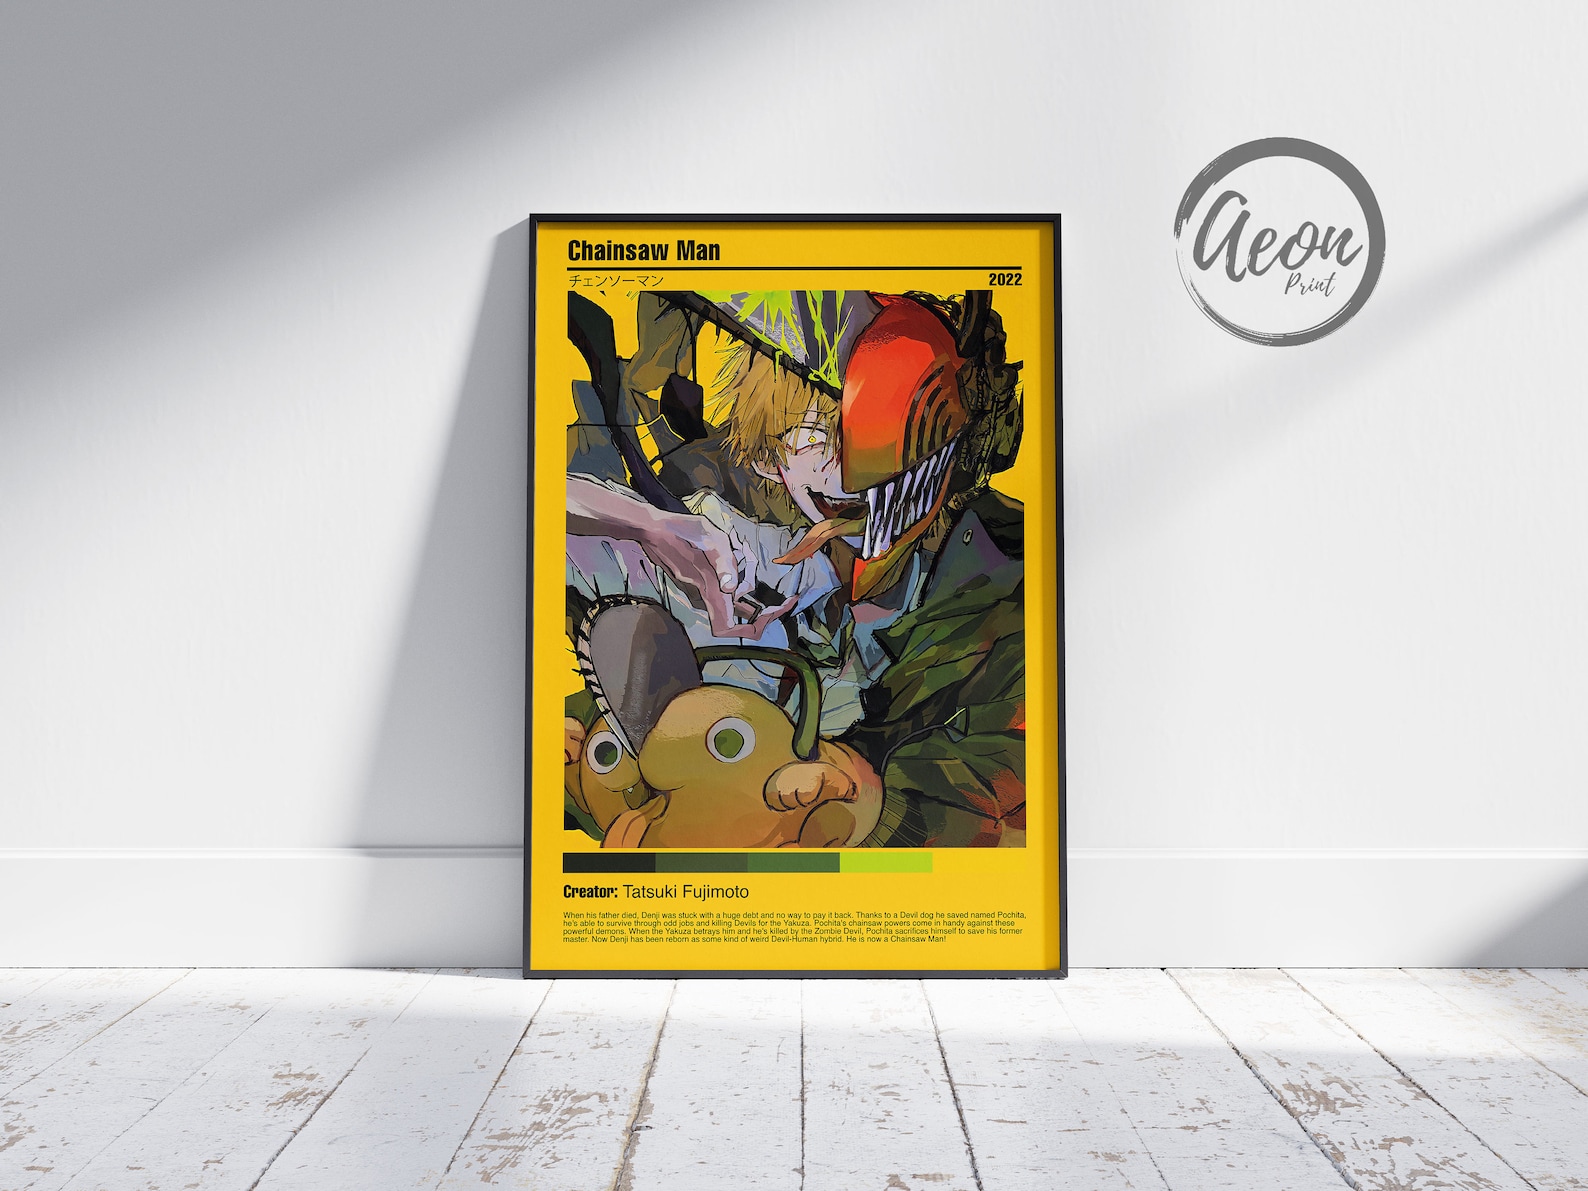 Chainsaw Man
チェンソーマン 2022
Aeon
Print
Creator: Tatsuki Fujimoto
When his father died, Denji was stuck with a huge debt and no way to pay it back. Thanks to a Devil dog he saved named Pochita,
he's able to survive through odd jobs and killing Devils for the Yakuza. Pochita's chainsaw powers come in handy against these
powerful demons. When the Yakuza betrays him and he's killed by the Zombie Devil, Pochita sacrifices himself to save his former
master. Now Denji has been reborn as some kind of weird Devil-Human hybrid. He is now a Chainsaw Man!